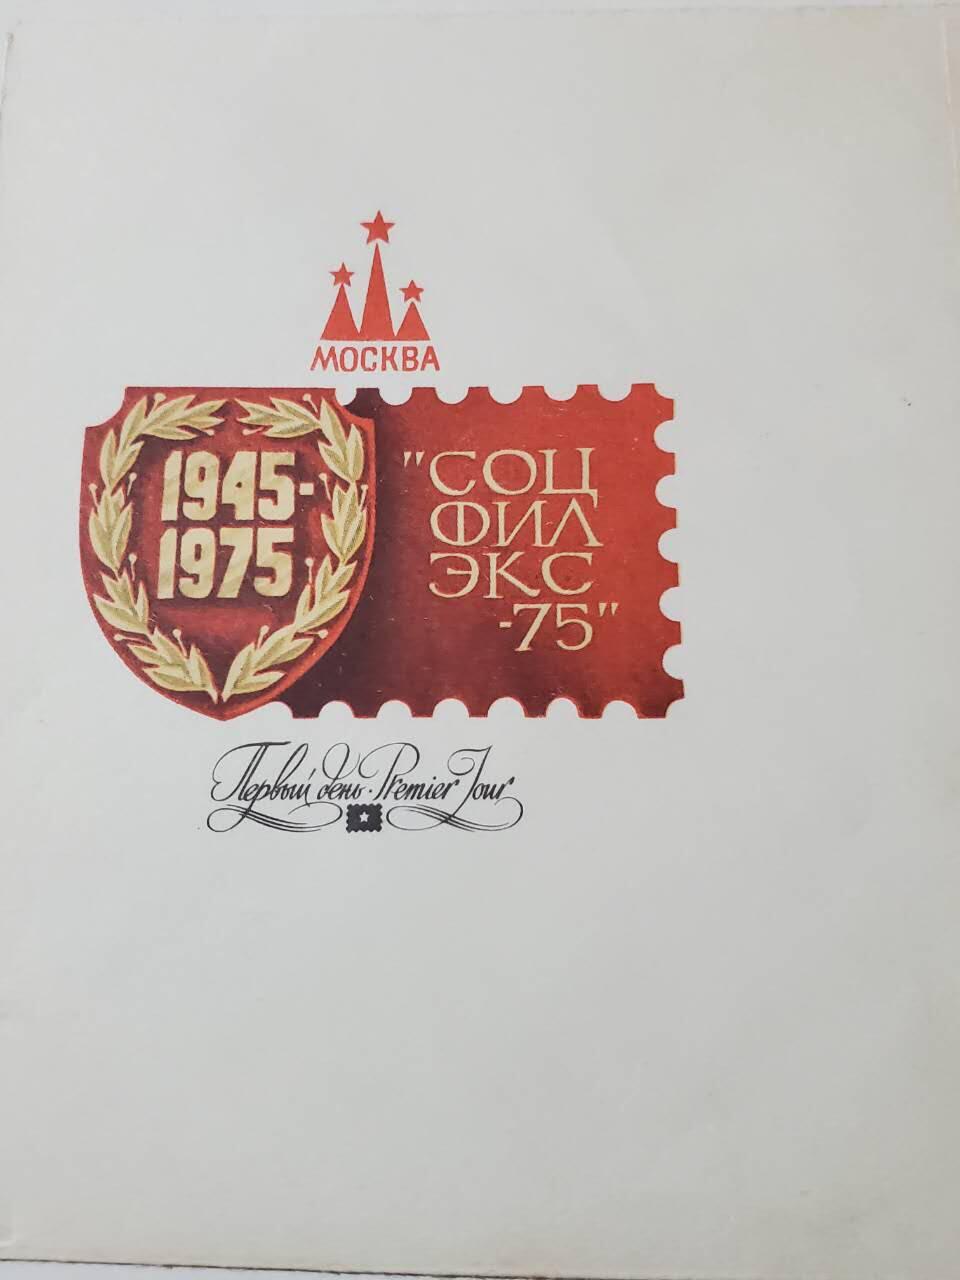 МОСКВА
1945-
1975
"СОЦ
ФИЛ
ЭКС
-75"
Первый день · Premier Jour